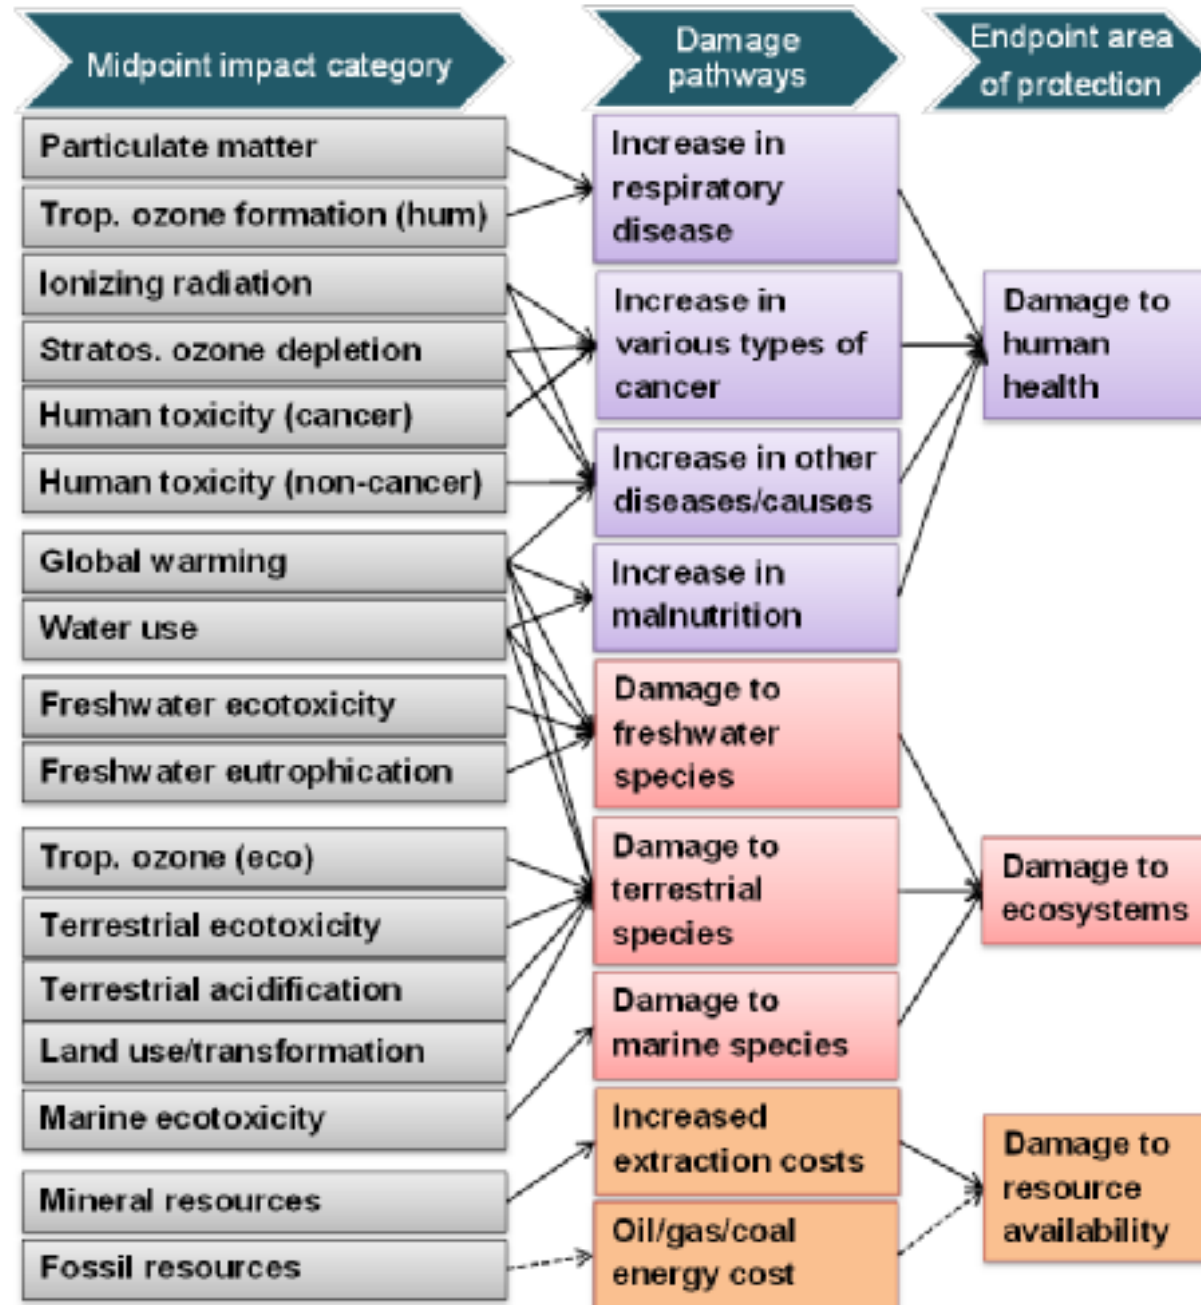 Midpoint impact category
Damage
pathways
Endpoint area
of protection
Particulate matter
Trop. ozone formation (hum)
Ionizing radiation
Stratos. ozone depletion
Human toxicity (cancer)
Human toxicity (non-cancer)
Global warming
Water use
Freshwater ecotoxicity
Freshwater eutrophication
Trop. ozone (eco)
Terrestrial ecotoxicity
Terrestrial acidification
Land use/transformation
Marine ecotoxicity
Mineral resources
Fossil resources
Increase in
respiratory
disease
Increase in
various types of
cancer
Increase in other
diseases/causes
Increase in
malnutrition
Damage to
freshwater
species
Damage to
terrestrial
species
Damage to
marine species
Increased
extraction costs
Oil/gas/coal
energy cost
Damage to
human
health
Damage to
ecosystems
Damage to
resource
availability